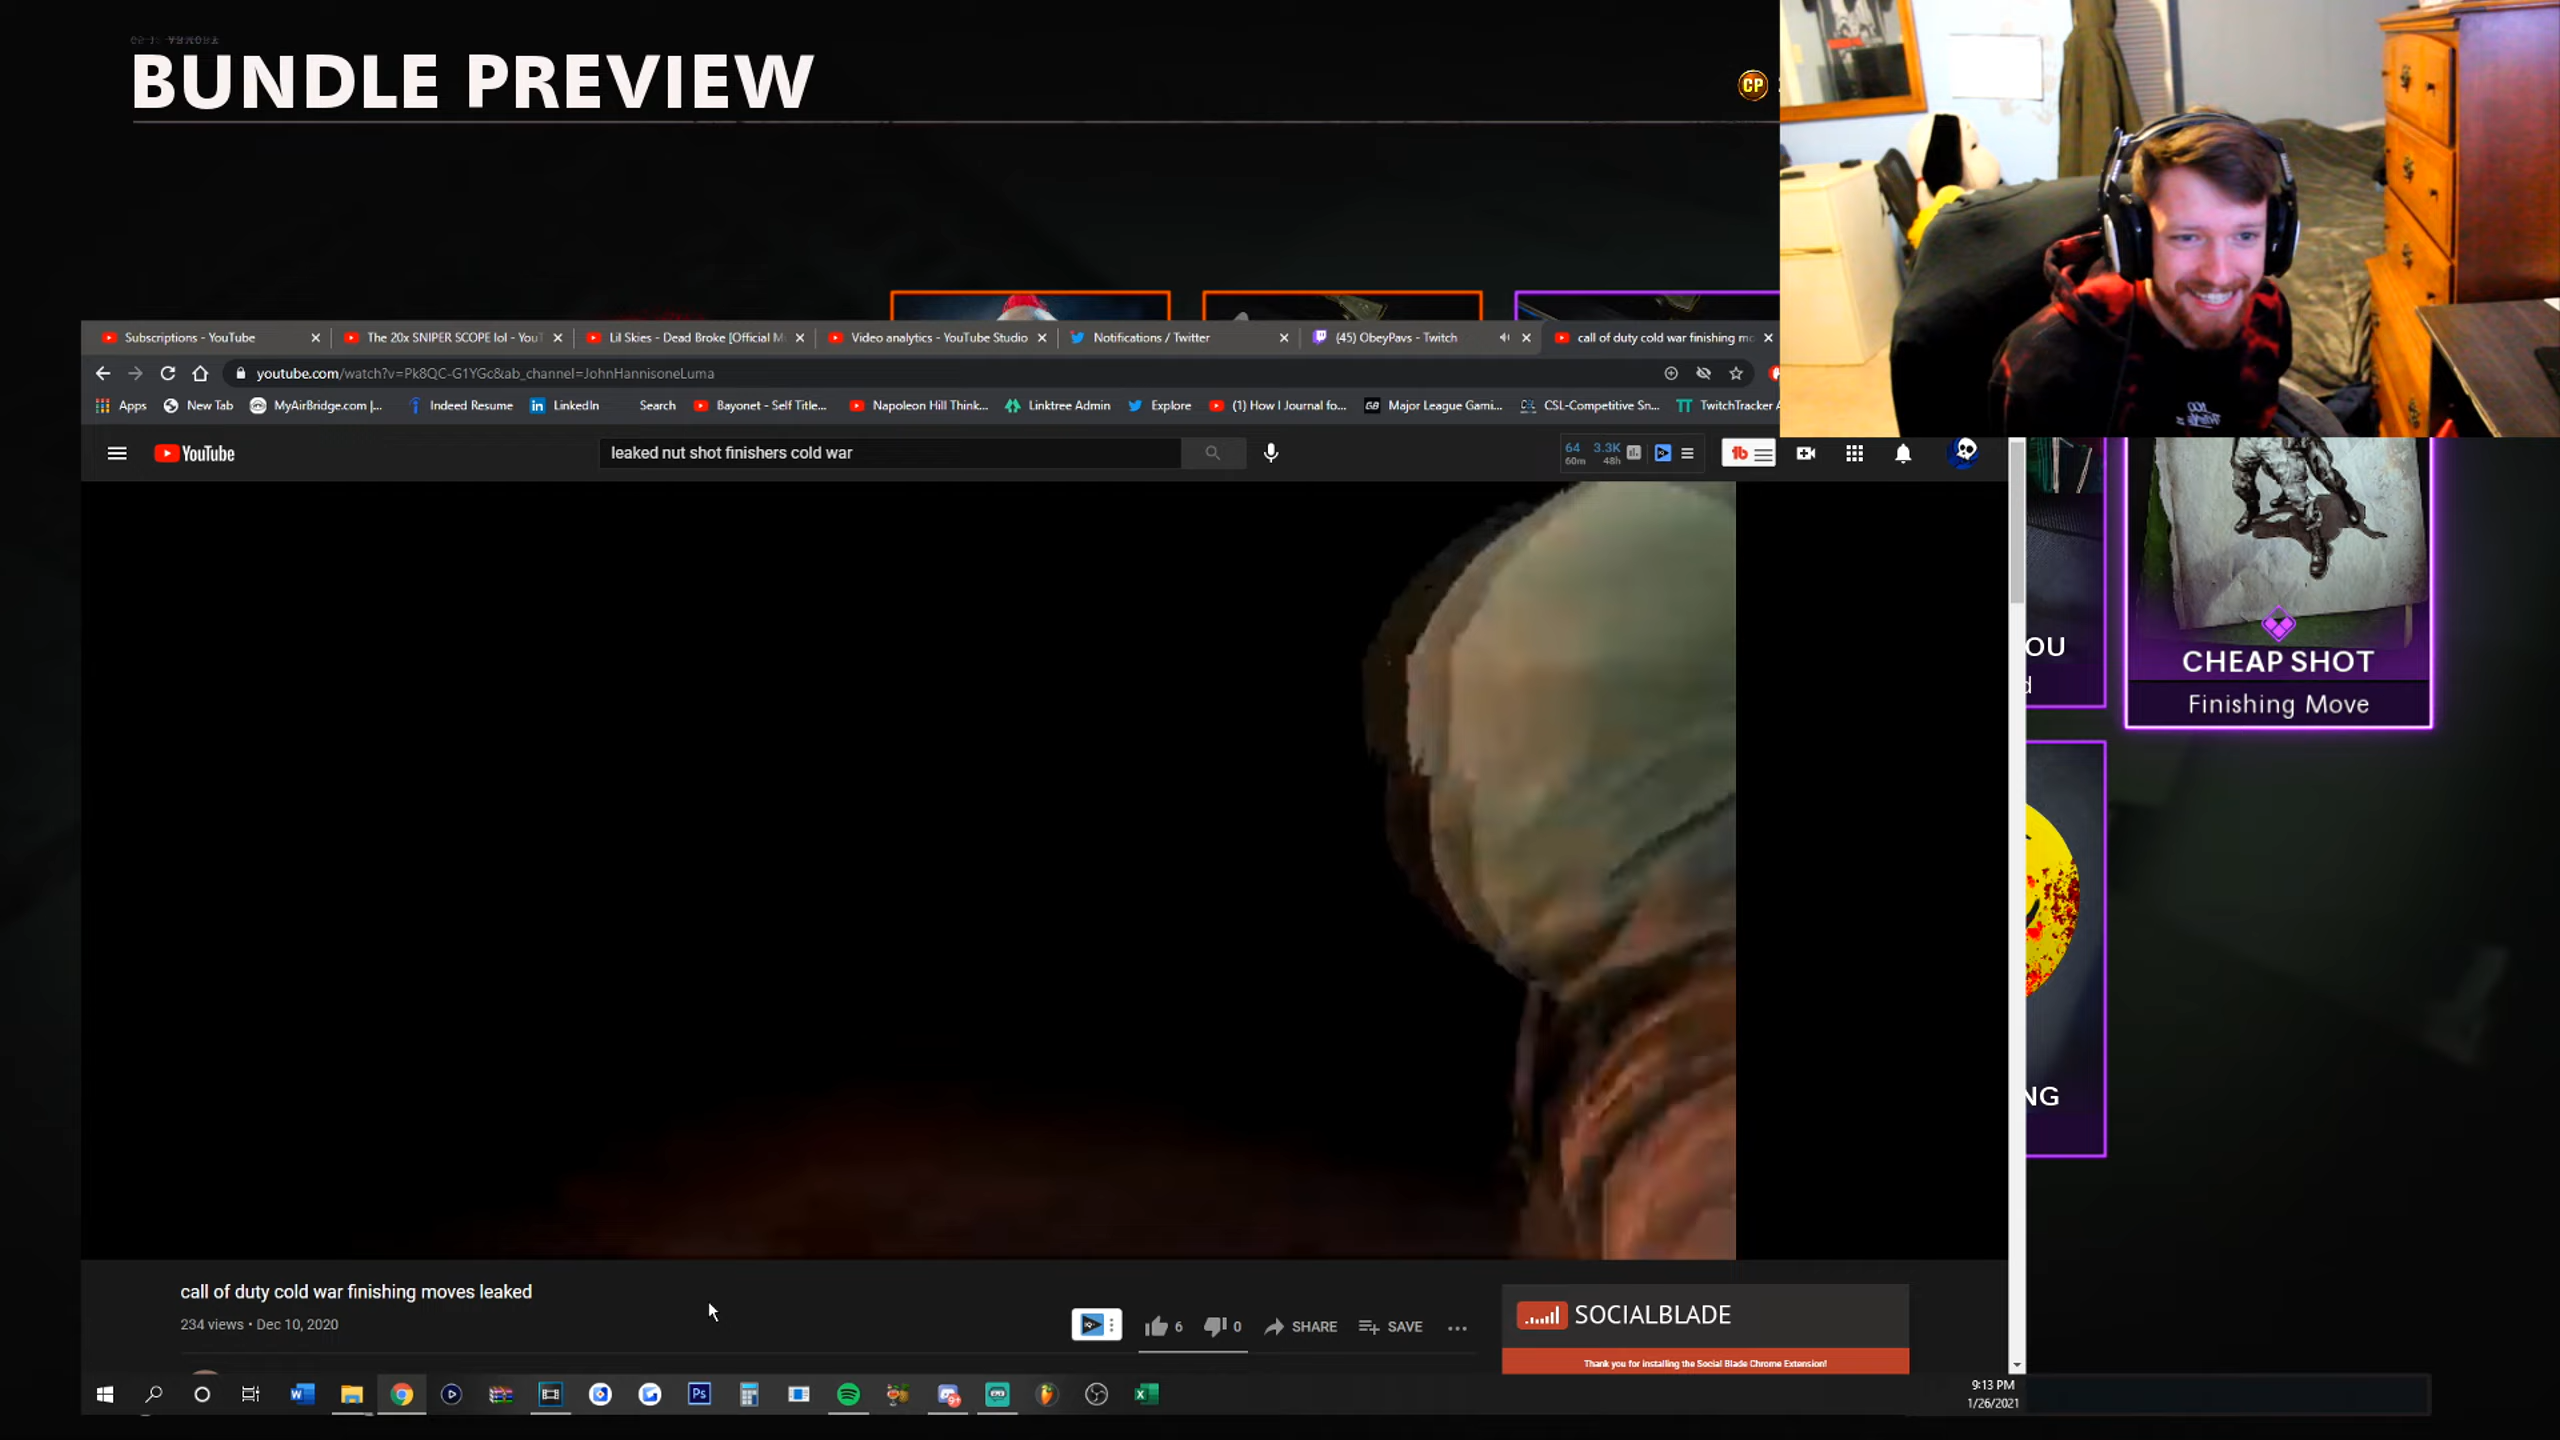 BUNDLE PREVIEW
CP
Subscriptions - YouTube
The 20x SNIPER SCOPE lol - YouT
Lil Skies - Dead Broke [Official M
Video analytics - YouTube Studio
Notifications / Twitter
(45) ObeyPavs - Twitch
call of duty cold war finishing mo
youtube.com/watch?v=Pk8QC-G1YGc&ab_channel=JohnHannisoneLuma
Apps
New Tab
MyAirBridge.com |...
Indeed Resume
LinkedIn
Search
Bayonet - Self Title...
Napoleon Hill Think...
Linktree Admin
Explore
(1) How I Journal fo...
Major League Gami...
CSL-Competitive Sn...
TwitchTracker A
YouTube
leaked nut shot finishers cold war
64
60m
3.3K
48h
OU
d
CHEAP SHOT
Finishing Move
NG
call of duty cold war finishing moves leaked
234 views • Dec 10, 2020
6
0
SHARE
SAVE
SOCIALBLADE
Thank you for installing the Social Blade Chrome Extension!
9:13 PM
1/26/2021